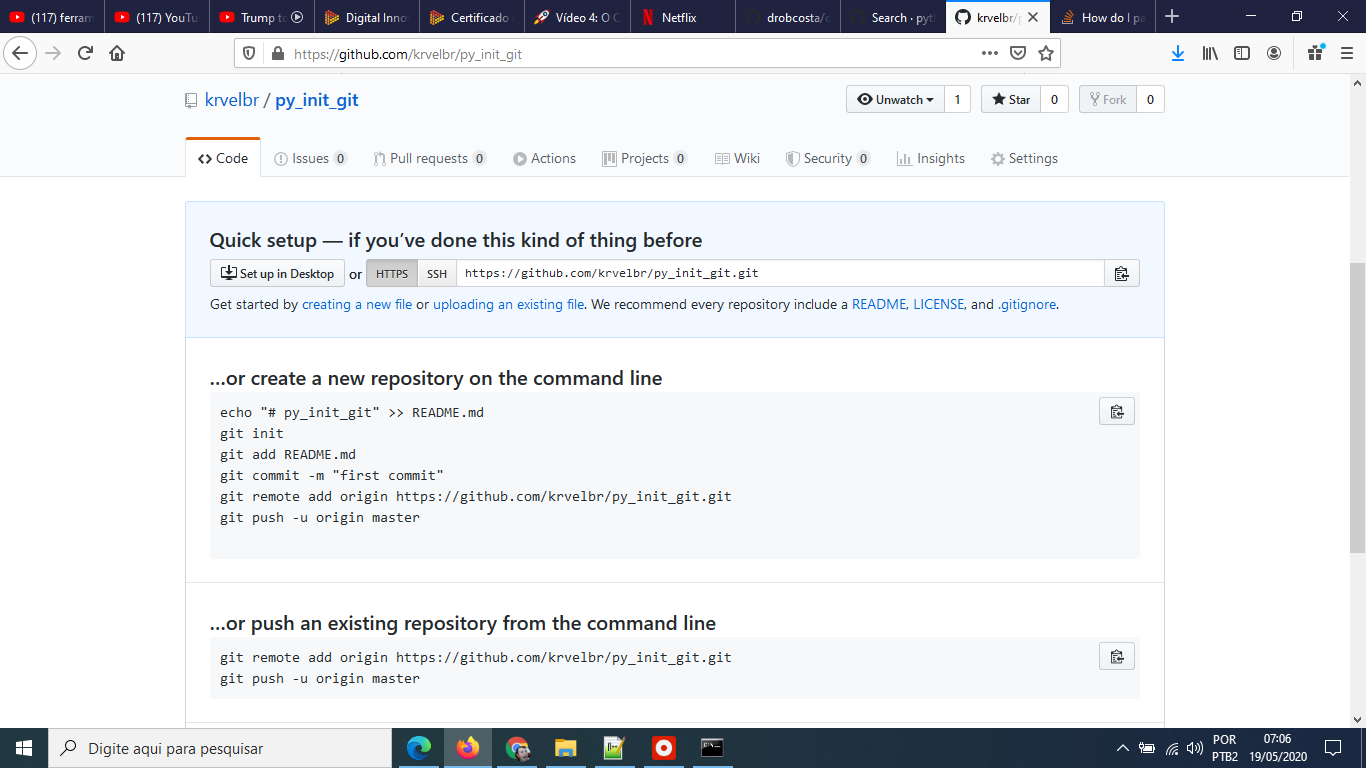 (117) ferram
(117) YouTu
Trump to
Digital Inno
Certificado
Vídeo 4: O C
Netflix
drobcosta/c
Search · pyt
krvelbr/p
How do I pa
https://github.com/krvelbr/py_init_git
krvelbr / py_init_git
Unwatch 1
Star 0
Fork 0
Code
Issues 0
Pull requests 0
Actions
Projects 0
Wiki
Security 0
Insights
Settings
Quick setup — if you’ve done this kind of thing before
Set up in Desktop or HTTPS SSH https://github.com/krvelbr/py_init_git.git
Get started by creating a new file or uploading an existing file. We recommend every repository include a README, LICENSE, and .gitignore.
…or create a new repository on the command line
echo "# py_init_git" >> README.md
git init
git add README.md
git commit -m "first commit"
git remote add origin https://github.com/krvelbr/py_init_git.git
git push -u origin master
…or push an existing repository from the command line
git remote add origin https://github.com/krvelbr/py_init_git.git
git push -u origin master
Digite aqui para pesquisar
POR
PTB2
07:06
19/05/2020